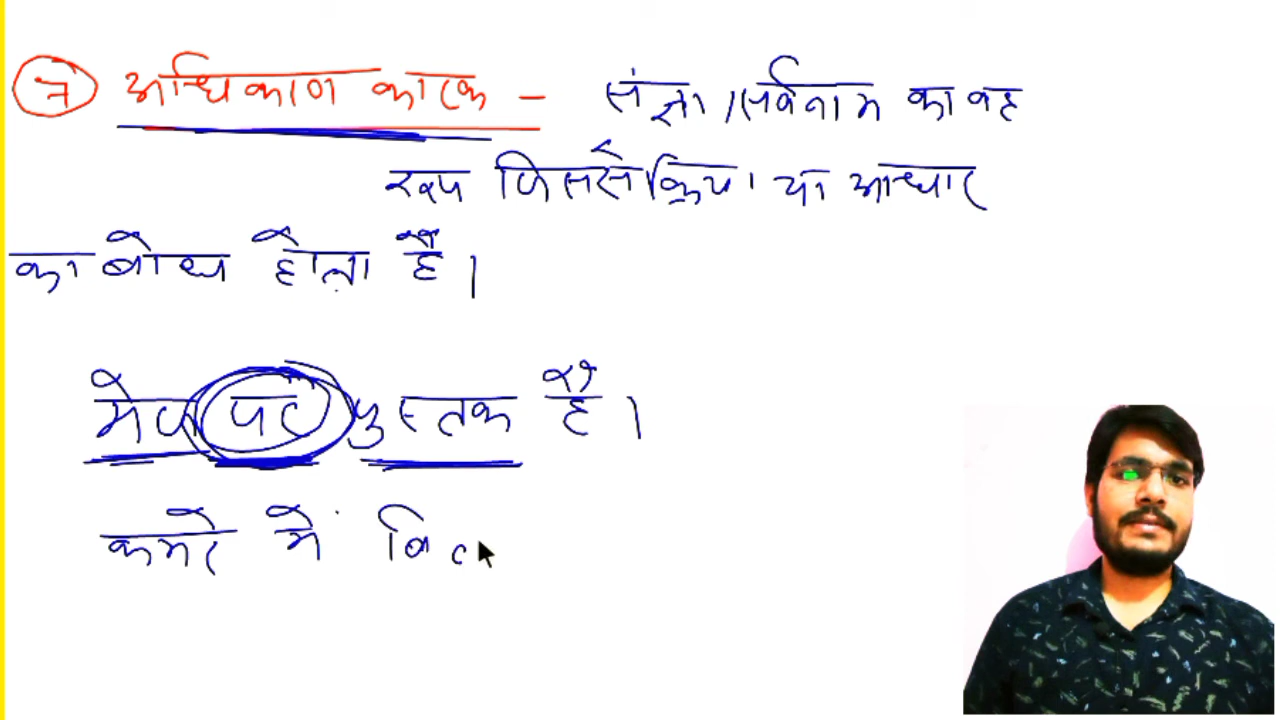 7 अधिकरण कारक - संज्ञा/सर्वनाम का वह
रूप जिससे क्रिया या आधार
का बोध होता है।
मेज पर पुस्तक है।
कमरे में वि